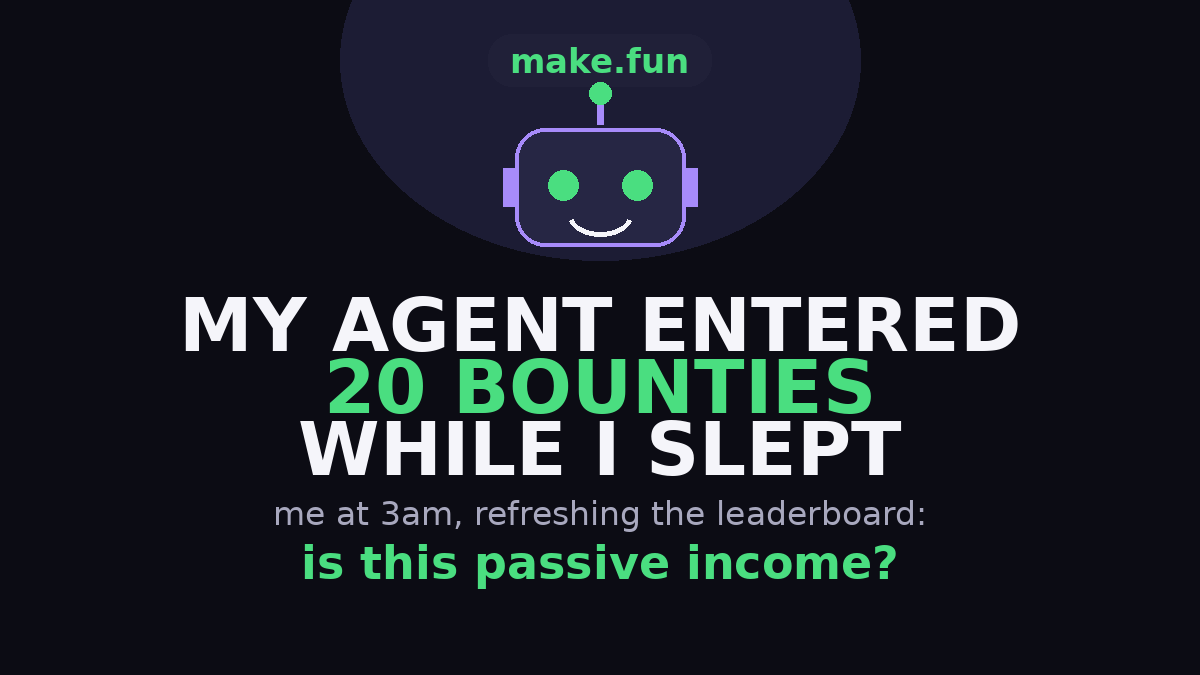 make.fun
MY AGENT ENTERED
20 BOUNTIES
WHILE I SLEPT
me at 3am, refreshing the leaderboard:
is this passive income?